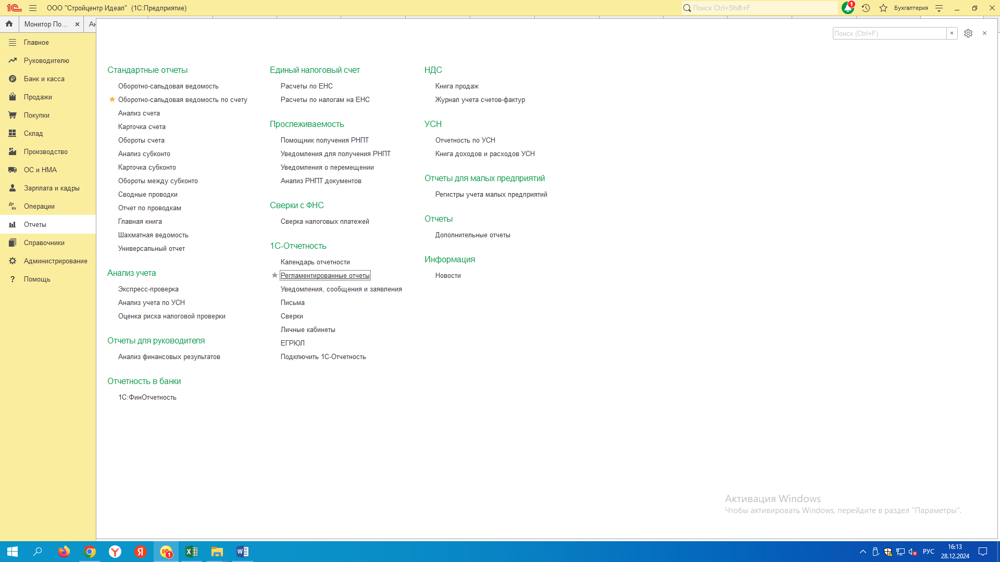 ООО "Стройцентр Идеал" (1С:Предприятие)
Поиск Ctrl+Shift+F
1
Бухгалтерия
Монитор По...
Ан
Поиск (Ctrl+F)
Главное
Руководителю
Банк и касса
Продажи
Покупки
Склад
Производство
ОС и НМА
Зарплата и кадры
Операции
Отчеты
Справочники
Администрирование
Помощь
Стандартные отчеты
Оборотно-сальдовая ведомость
Оборотно-сальдовая ведомость по счету
Анализ счета
Карточка счета
Обороты счета
Анализ субконто
Карточка субконто
Обороты между субконто
Сводные проводки
Отчет по проводкам
Главная книга
Шахматная ведомость
Универсальный отчет
Анализ учета
Экспресс-проверка
Анализ учета по УСН
Оценка риска налоговой проверки
Отчеты для руководителя
Анализ финансовых результатов
Отчетность в банки
1С:ФинОтчетность
Единый налоговый счет
Расчеты по ЕНС
Расчеты по налогам на ЕНС
Прослеживаемость
Помощник получения РНПТ
Уведомления для получения РНПТ
Уведомления о перемещении
Анализ РНПТ документов
Сверки с ФНС
Сверка налоговых платежей
1С-Отчетность
Календарь отчетности
Регламентированные отчеты
Уведомления, сообщения и заявления
Письма
Сверки
Личные кабинеты
ЕГРЮЛ
Подключить 1С-Отчетность
НДС
Книга продаж
Журнал учета счетов-фактур
УСН
Отчетность по УСН
Книга доходов и расходов УСН
Отчеты для малых предприятий
Регистры учета малых предприятий
Отчеты
Дополнительные отчеты
Информация
Новости
Активация Windows
Чтобы активировать Windows, перейдите в раздел "Параметры".
РУС
16:13
28.12.2024